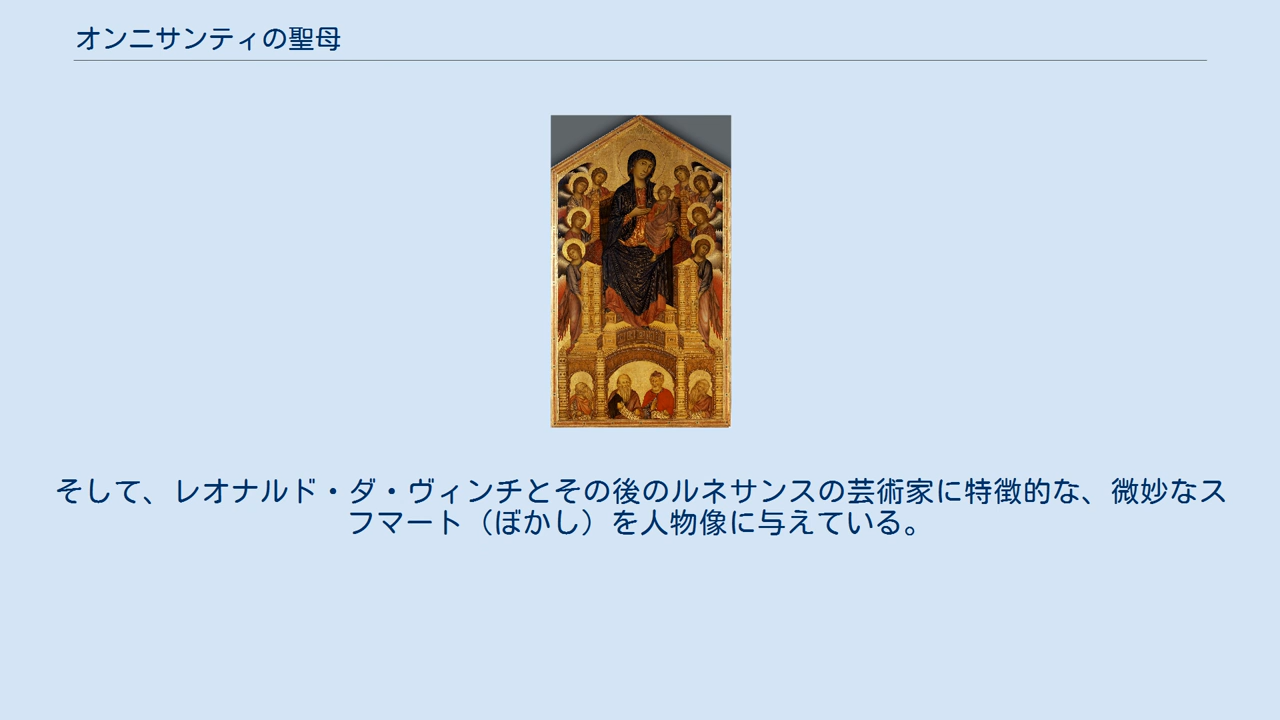 オンニサンティの聖母
そして、レオナルド・ダ・ヴィンチとその後のルネサンスの芸術家に特徴的な、微妙なス
フマート（ぼかし）を人物像に与えている。